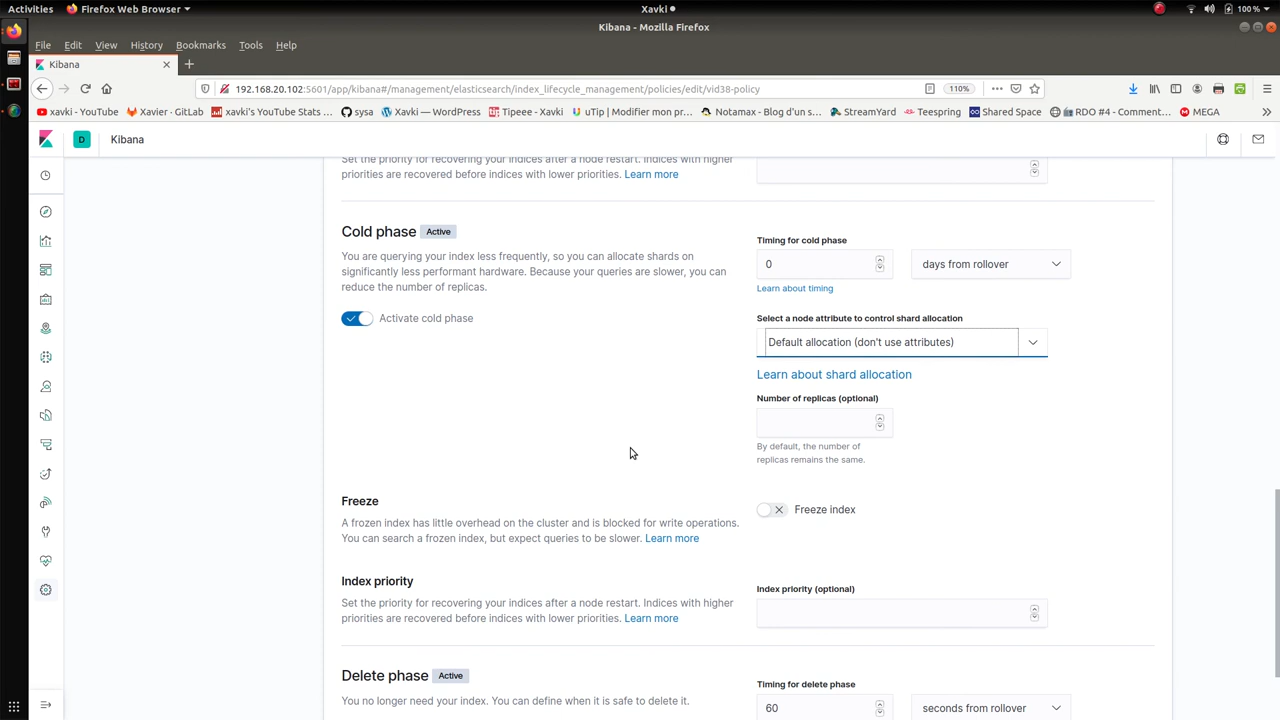 Activities
Firefox Web Browser
Xavki
100 %
Kibana - Mozilla Firefox
File Edit View History Bookmarks Tools Help
Kibana
192.168.20.102:5601/app/kibana#/management/elasticsearch/index_lifecycle_management/policies/edit/vid38-policy
110%
xavki - YouTube
Xavier · GitLab
xavki's YouTube Stats ...
sysa
Xavki — WordPress
Tipeee - Xavki
uTip | Modifier mon pr...
Notamax - Blog d'un s...
StreamYard
Teespring
Shared Space
RDO #4 - Comment...
MEGA
D
Kibana
Set the priority for recovering your indices after a node restart. Indices with higher
priorities are recovered before indices with lower priorities. Learn more
Cold phase Active
You are querying your index less frequently, so you can allocate shards on
significantly less performant hardware. Because your queries are slower, you can
reduce the number of replicas.
Activate cold phase
Timing for cold phase
0
days from rollover
Learn about timing
Select a node attribute to control shard allocation
Default allocation (don't use attributes)
Learn about shard allocation
Number of replicas (optional)
By default, the number of
replicas remains the same.
Freeze
A frozen index has little overhead on the cluster and is blocked for write operations.
You can search a frozen index, but expect queries to be slower. Learn more
Freeze index
Index priority
Set the priority for recovering your indices after a node restart. Indices with higher
priorities are recovered before indices with lower priorities. Learn more
Index priority (optional)
Delete phase Active
You no longer need your index. You can define when it is safe to delete it.
Timing for delete phase
60
seconds from rollover